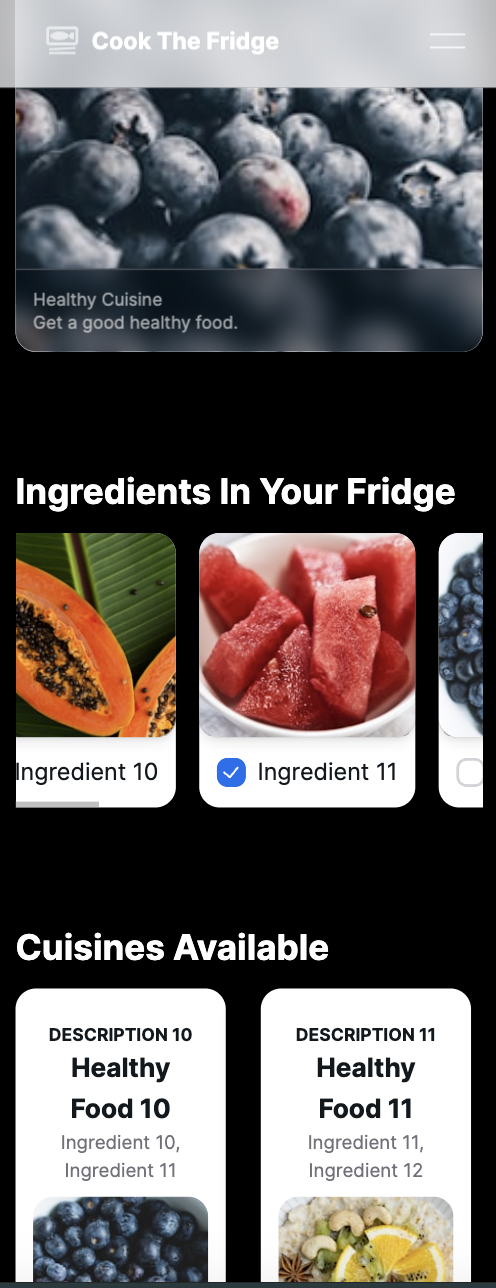 Cook The Fridge
Healthy Cuisine
Get a good healthy food.
Ingredients In Your Fridge
Ingredient 10
Ingredient 11
Cuisines Available
DESCRIPTION 10
Healthy
Food 10
Ingredient 10,
Ingredient 11
DESCRIPTION 11
Healthy
Food 11
Ingredient 11,
Ingredient 12